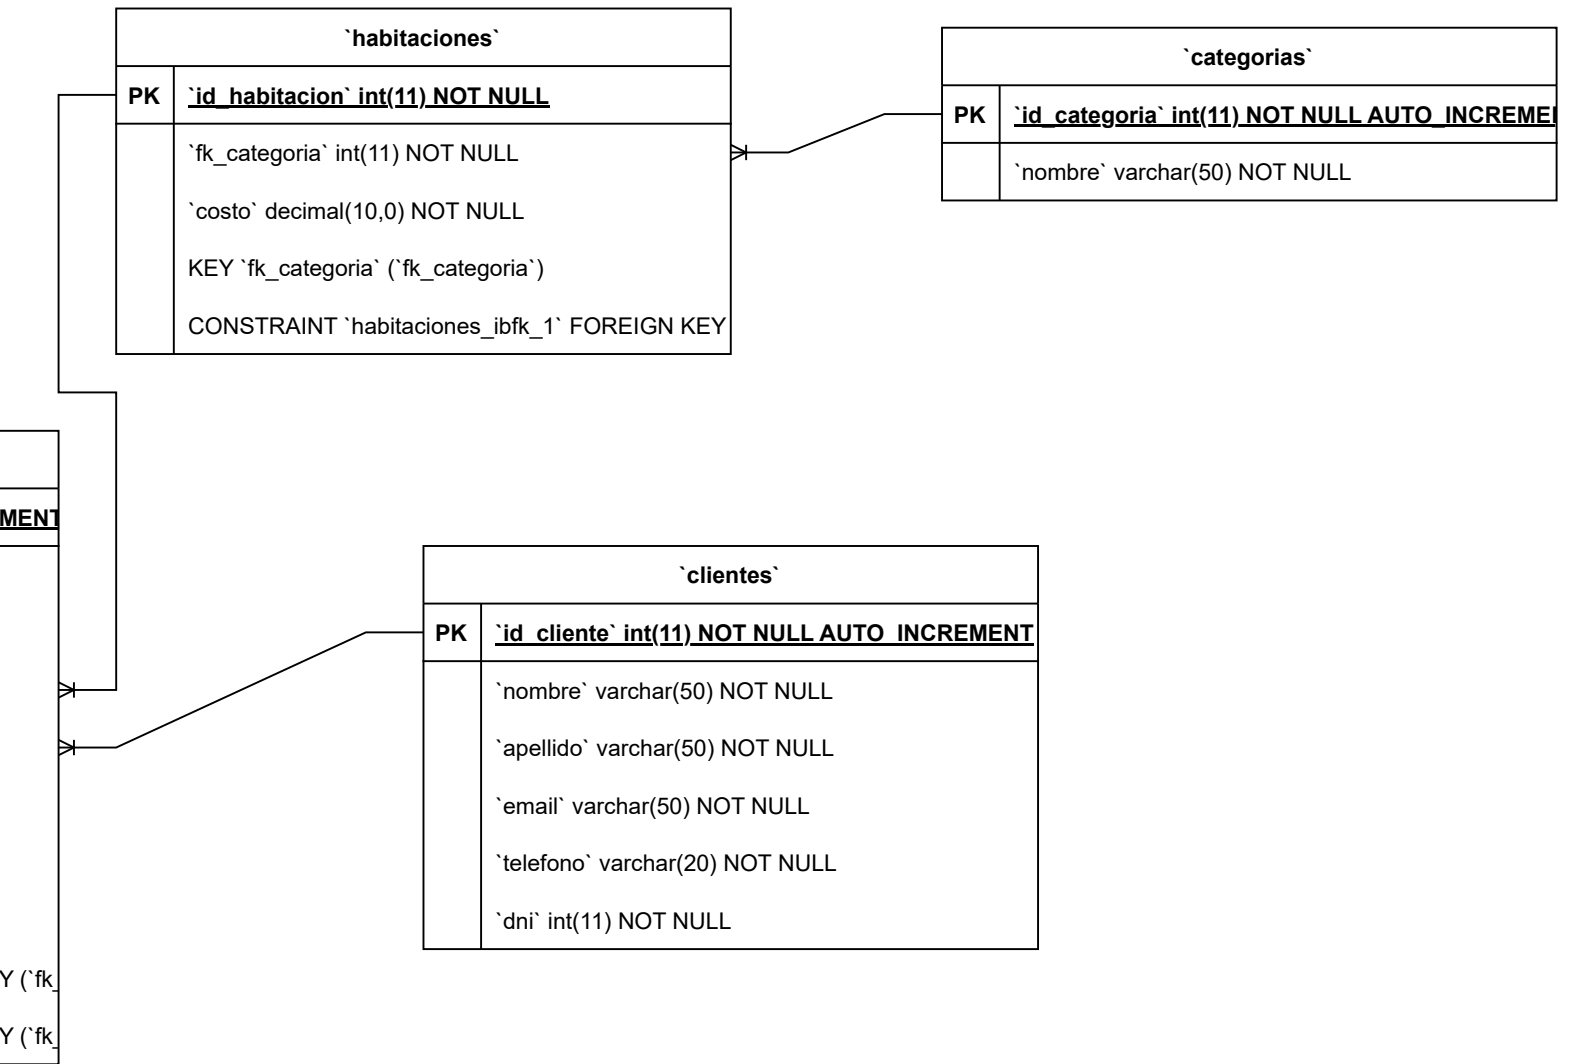 `habitaciones`
PK `id_habitacion` int(11) NOT NULL
`fk_categoria` int(11) NOT NULL
`costo` decimal(10,0) NOT NULL
KEY `fk_categoria` (`fk_categoria`)
CONSTRAINT `habitaciones_ibfk_1` FOREIGN KEY
`categorias`
PK `id_categoria` int(11) NOT NULL AUTO_INCREME
`nombre` varchar(50) NOT NULL
MENT
Y (`fk_
Y (`fk_
`clientes`
PK `id_cliente` int(11) NOT NULL AUTO_INCREMENT
`nombre` varchar(50) NOT NULL
`apellido` varchar(50) NOT NULL
`email` varchar(50) NOT NULL
`telefono` varchar(20) NOT NULL
`dni` int(11) NOT NULL